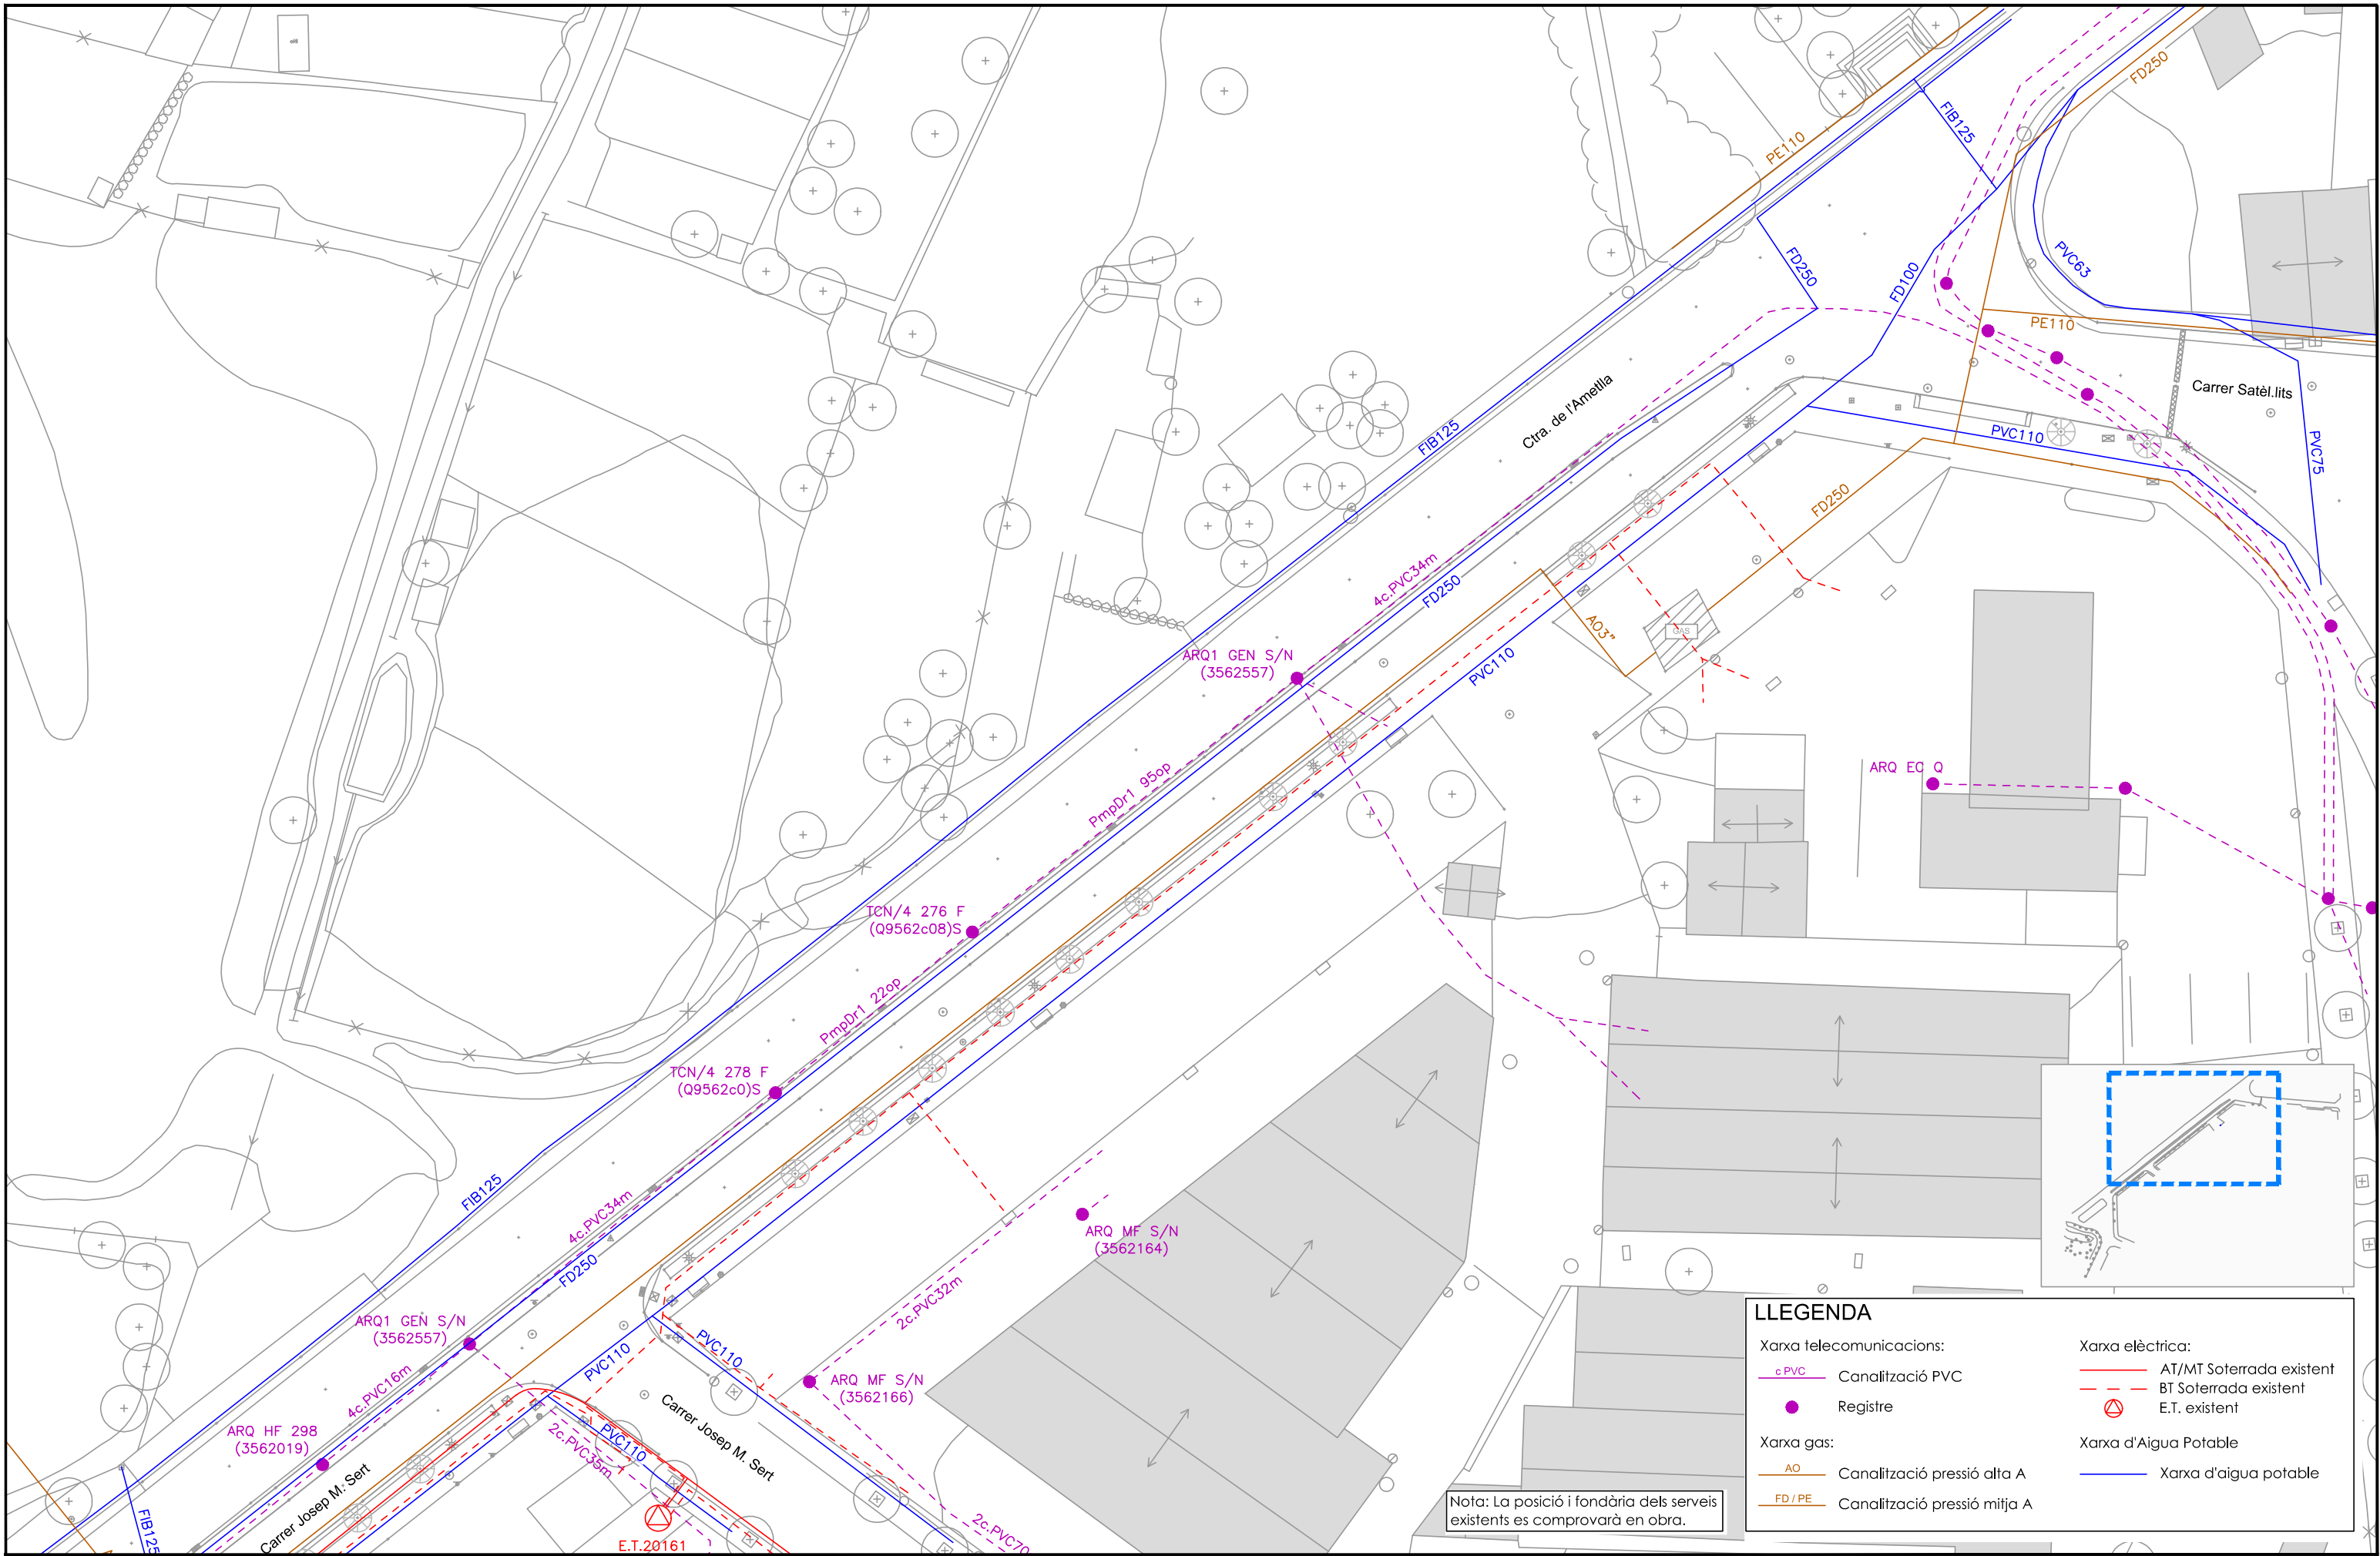 FD250
FIB125
PE110
PVC63
FD250
FD100
PE110
Carrer Satèl.lits
Ctra. de l'Ametlla
FIB125
PVC110
PVC75
FD250
4c.PVC34m
FD250
AO3"
GAS
ARQ1 GEN S/N
(3562557)
PVC110
ARQ EC Q
PmpDr1 95op
TCN/4 276 F
(Q9562c08)S
PmpDr1 22op
TCN/4 278 F
(Q9562c0)S
FIB125
4c.PVC34m
FD250
ARQ MF S/N
(3562164)
2c.PVC32m
ARQ1 GEN S/N
(3562557)
PVC110
PVC110
ARQ MF S/N
(3562166)
4c.PVC16m
Carrer Josep M. Sert
ARQ HF 298
(3562019)
PVC110
2c.PVC35m
Carrer Josep M. Sert
FIB125
E.T.20161
2c.PVC70
Nota: La posició i fondària dels serveis
existents es comprovarà en obra.
LLEGENDA
Xarxa telecomunicacions:
c PVC
Canalització PVC
Registre
Xarxa gas:
AO
Canalització pressió alta A
FD / PE
Canalització pressió mitja A
Xarxa elèctrica:
AT/MT Soterrada existent
BT Soterrada existent
E.T. existent
Xarxa d'Aigua Potable
Xarxa d'aigua potable